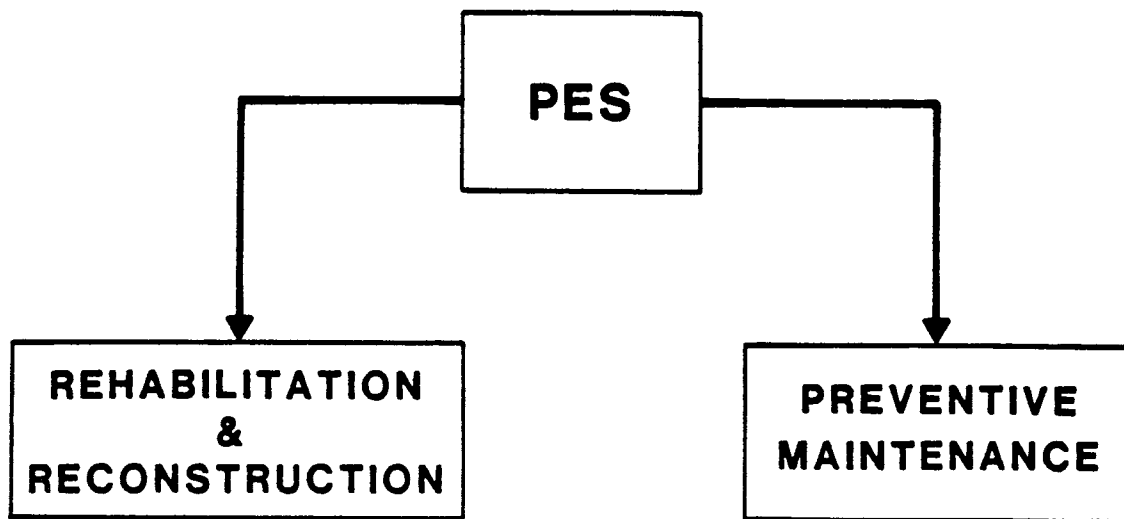 PES
REHABILITATION
&
RECONSTRUCTION
PREVENTIVE
MAINTENANCE